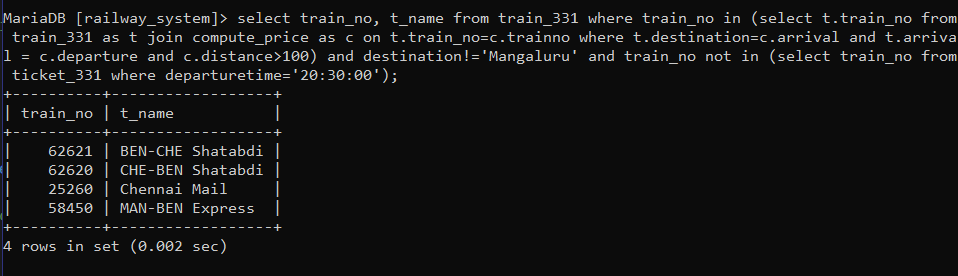 MariaDB [railway_system]> select train_no, t_name from train_331 where train_no in (select t.train_no from
 train_331 as t join compute_price as c on t.train_no=c.trainno where t.destination=c.arrival and t.arriva
l = c.departure and c.distance>100) and destination!='Mangaluru' and train_no not in (select train_no from
 ticket_331 where departuretime='20:30:00');
+----------+------------------+
| train_no | t_name           |
+----------+------------------+
|    62621 | BEN-CHE Shatabdi |
|    62620 | CHE-BEN Shatabdi |
|    25260 | Chennai Mail     |
|    58450 | MAN-BEN Express  |
+----------+------------------+
4 rows in set (0.002 sec)